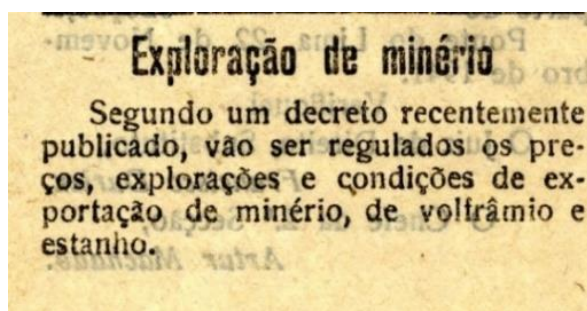 Exploração de minério
Segundo um decreto recentemente
publicado, vão ser regulados os pre-
ços, explorações e condições de ex-
portação de minério, de volfrâmio e
estanho.